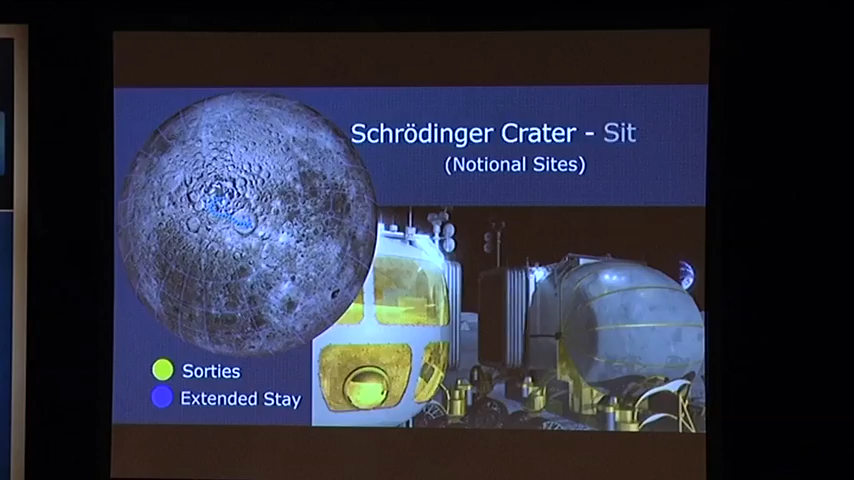 Schrödinger Crater - Sit
(Notional Sites)
Sorties
Extended Stay